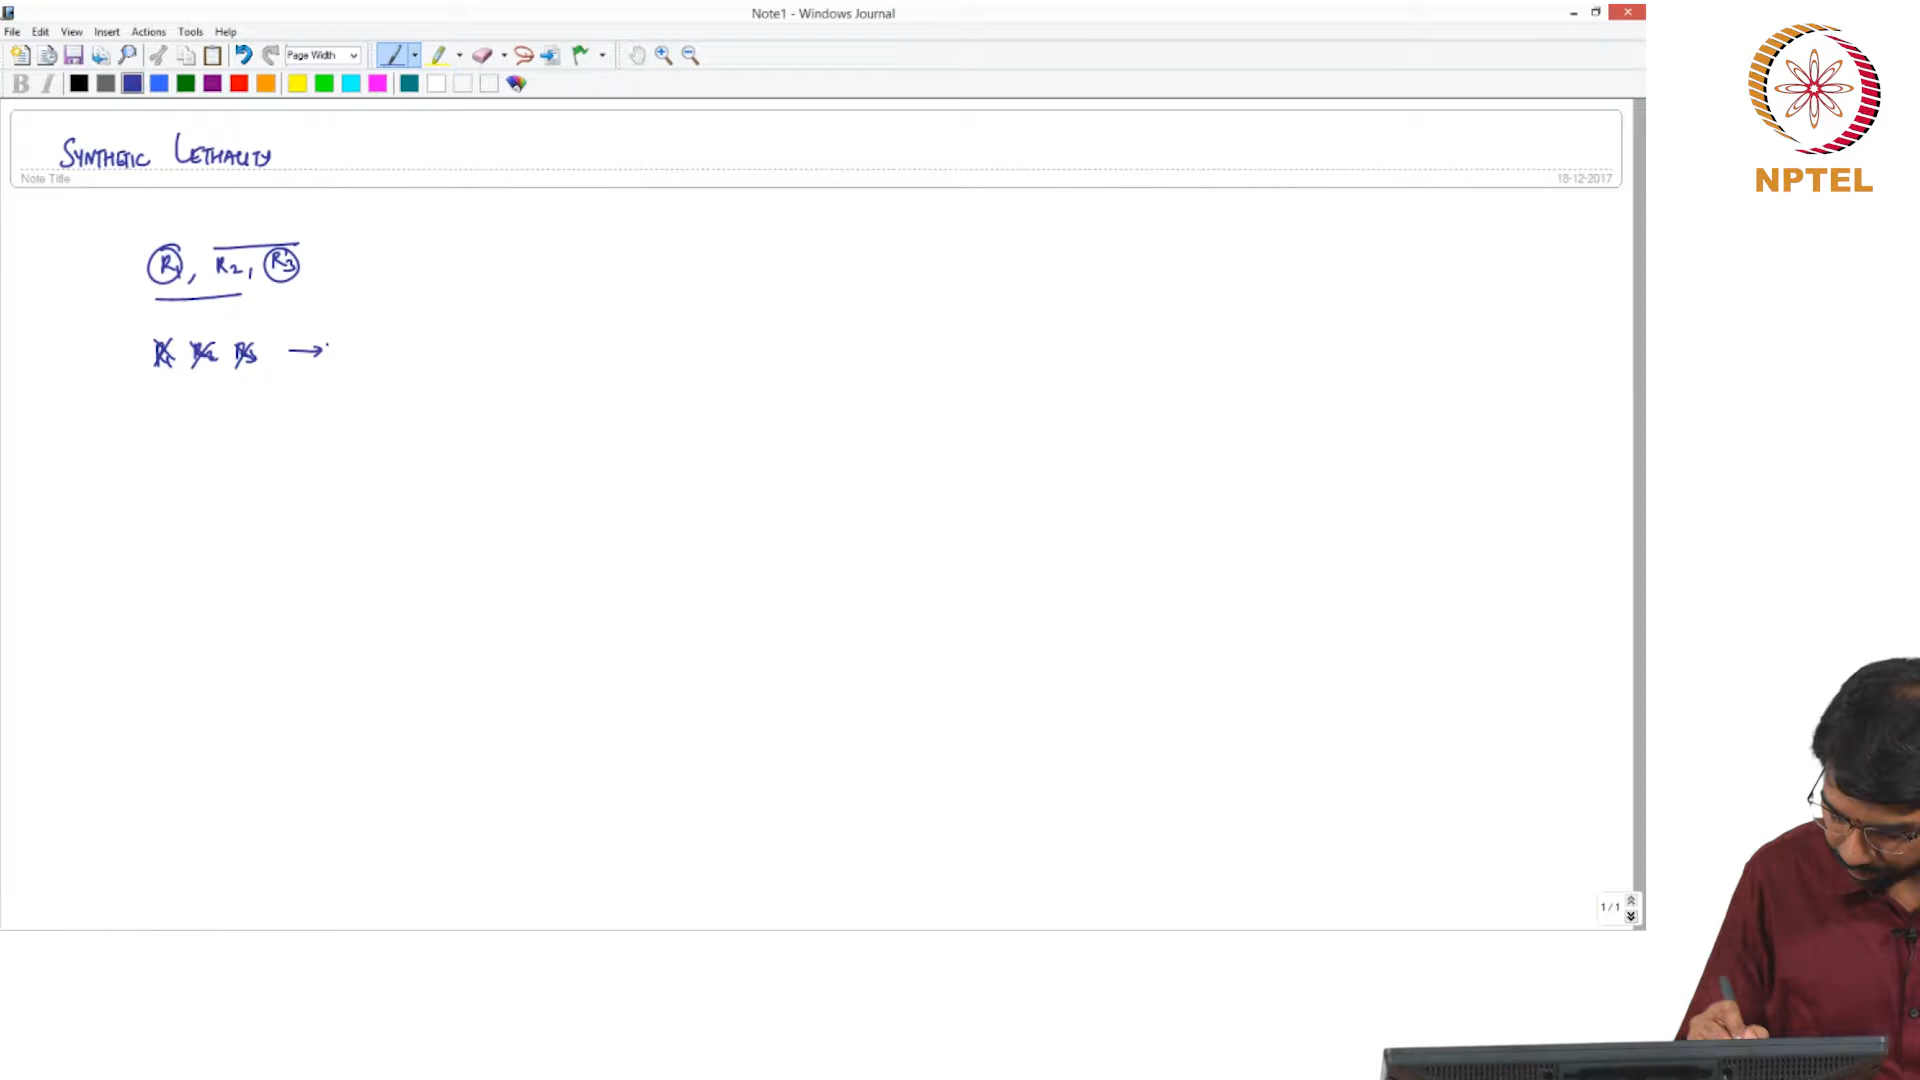 Note1 - Windows Journal
File Edit View Insert Actions Tools Help
Page Width
B I
SYNTHETIC LETHALITY
Note Title
18-12-2017
R1, R2, R3
R1 R2 R3 →
1 / 1
NPTEL